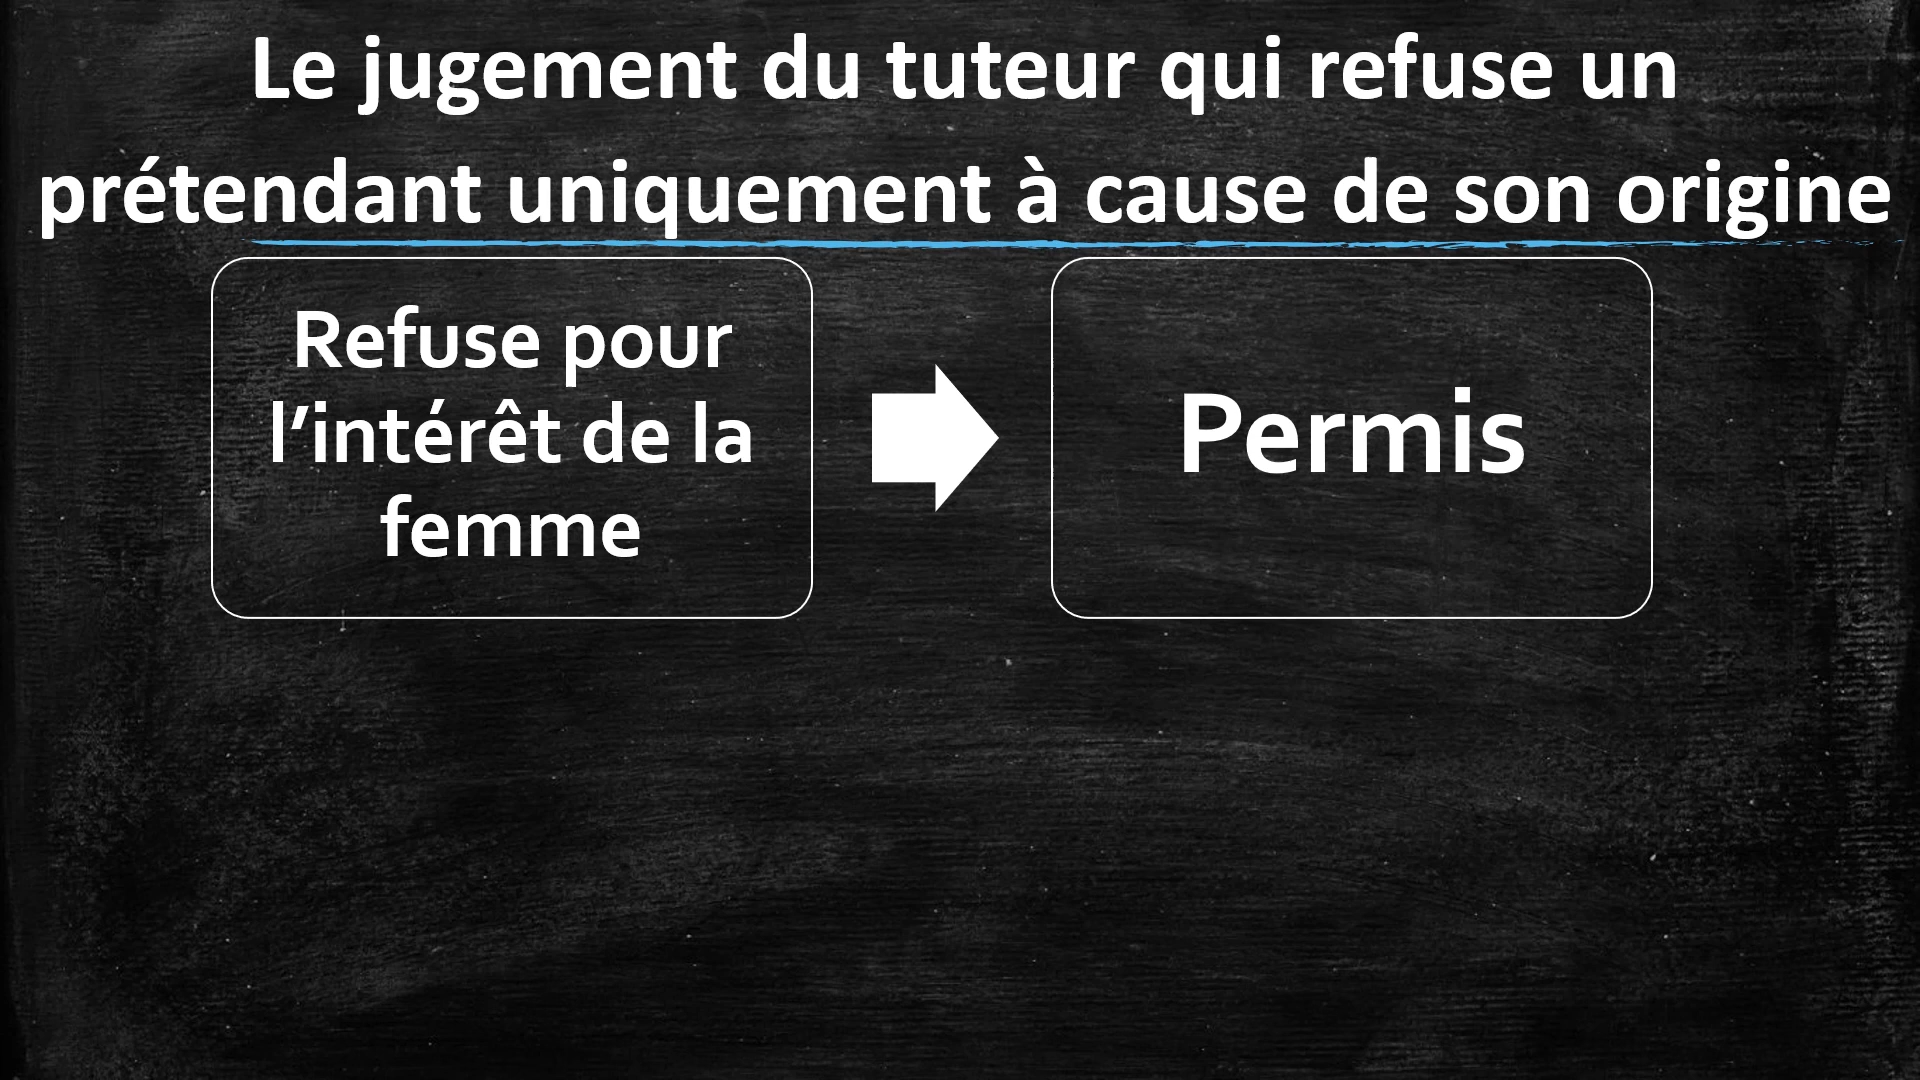 Le jugement du tuteur qui refuse un
prétendant uniquement à cause de son origine
Refuse pour
l’intérêt de la
femme
Permis